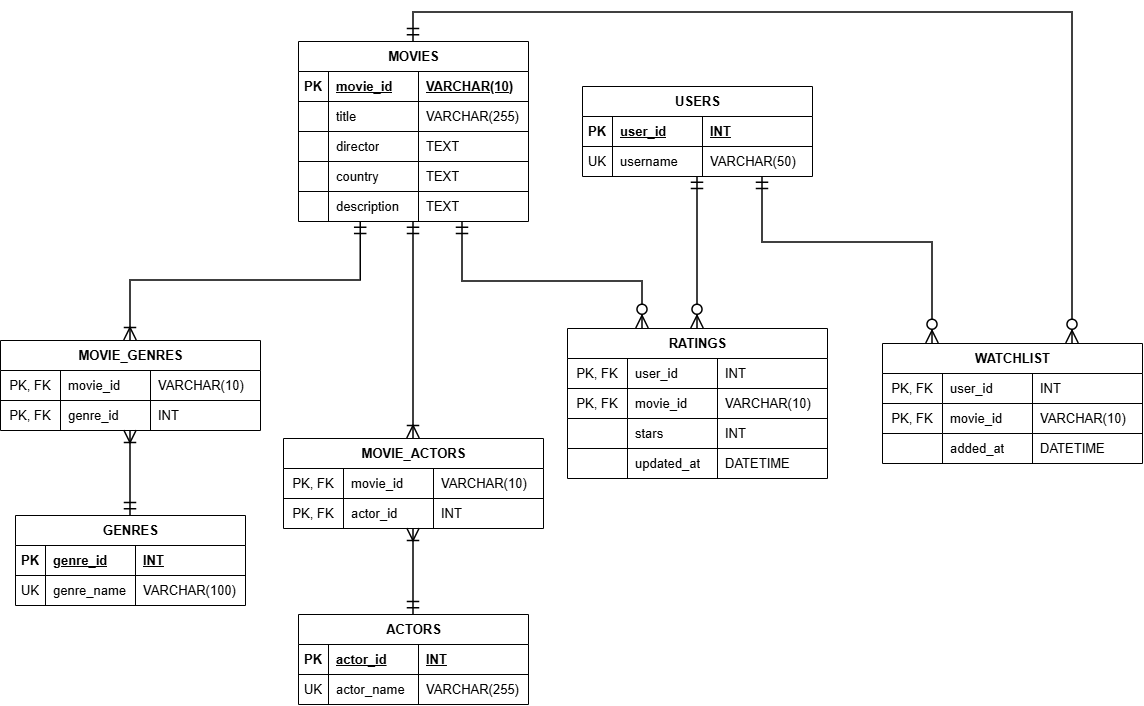 MOVIES
PK movie_id VARCHAR(10)
title VARCHAR(255)
director TEXT
country TEXT
description TEXT
USERS
PK user_id INT
UK username VARCHAR(50)
MOVIE_GENRES
PK, FK movie_id VARCHAR(10)
PK, FK genre_id INT
RATINGS
PK, FK user_id INT
PK, FK movie_id VARCHAR(10)
stars INT
updated_at DATETIME
WATCHLIST
PK, FK user_id INT
PK, FK movie_id VARCHAR(10)
added_at DATETIME
MOVIE_ACTORS
PK, FK movie_id VARCHAR(10)
PK, FK actor_id INT
GENRES
PK genre_id INT
UK genre_name VARCHAR(100)
ACTORS
PK actor_id INT
UK actor_name VARCHAR(255)